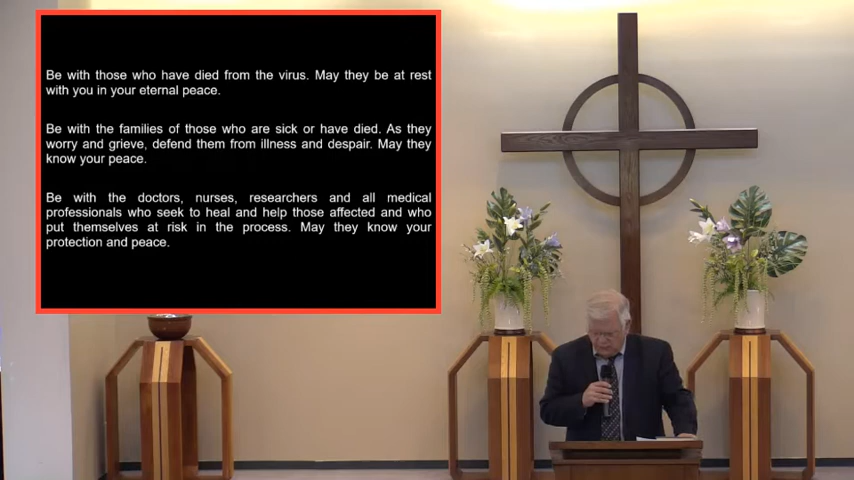 Be with those who have died from the virus. May they be at rest
with you in your eternal peace.
Be with the families of those who are sick or have died. As they
worry and grieve, defend them from illness and despair. May they
know your peace.
Be with the doctors, nurses, researchers and all medical
professionals who seek to heal and help those affected and who
put themselves at risk in the process. May they know your
protection and peace.